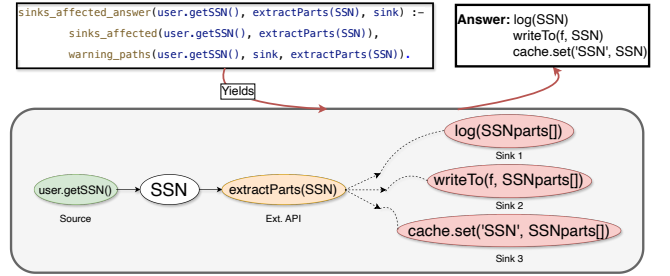 sinks_affected_answer(user.getSSN(), extractParts(SSN), sink) :-
sinks_affected(user.getSSN(), extractParts(SSN)),
warning_paths(user.getSSN(), sink, extractParts(SSN)).
Answer: log(SSN)
writeTo(f, SSN)
cache.set('SSN', SSN)
Yields
log(SSNparts[])
Sink 1
user.getSSN()
SSN
extractParts(SSN)
writeTo(f, SSNparts[])
Source
Ext. API
Sink 2
cache.set('SSN', SSNparts[])
Sink 3